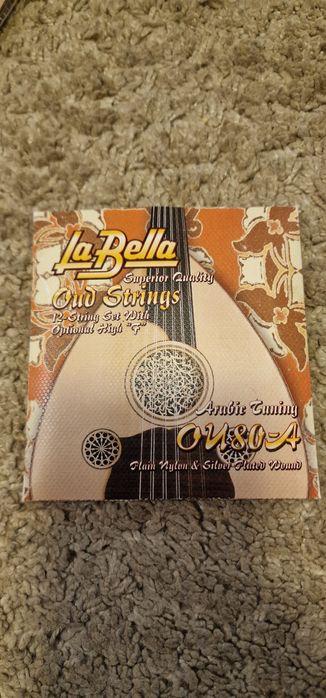 La Bella
Superior Quality
Oud Strings
12-String Set With
Optional High "F"
Arabic Tuning
OU80-A
Plain Nylon & Silver Plated Wound